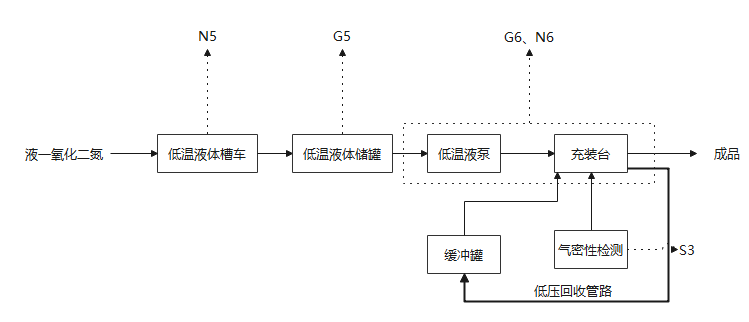 N5
G5
G6、N6
液一氧化二氮
低温液体槽车
低温液体储罐
低温液泵
充装台
成品
缓冲罐
气密性检测
S3
低压回收管路